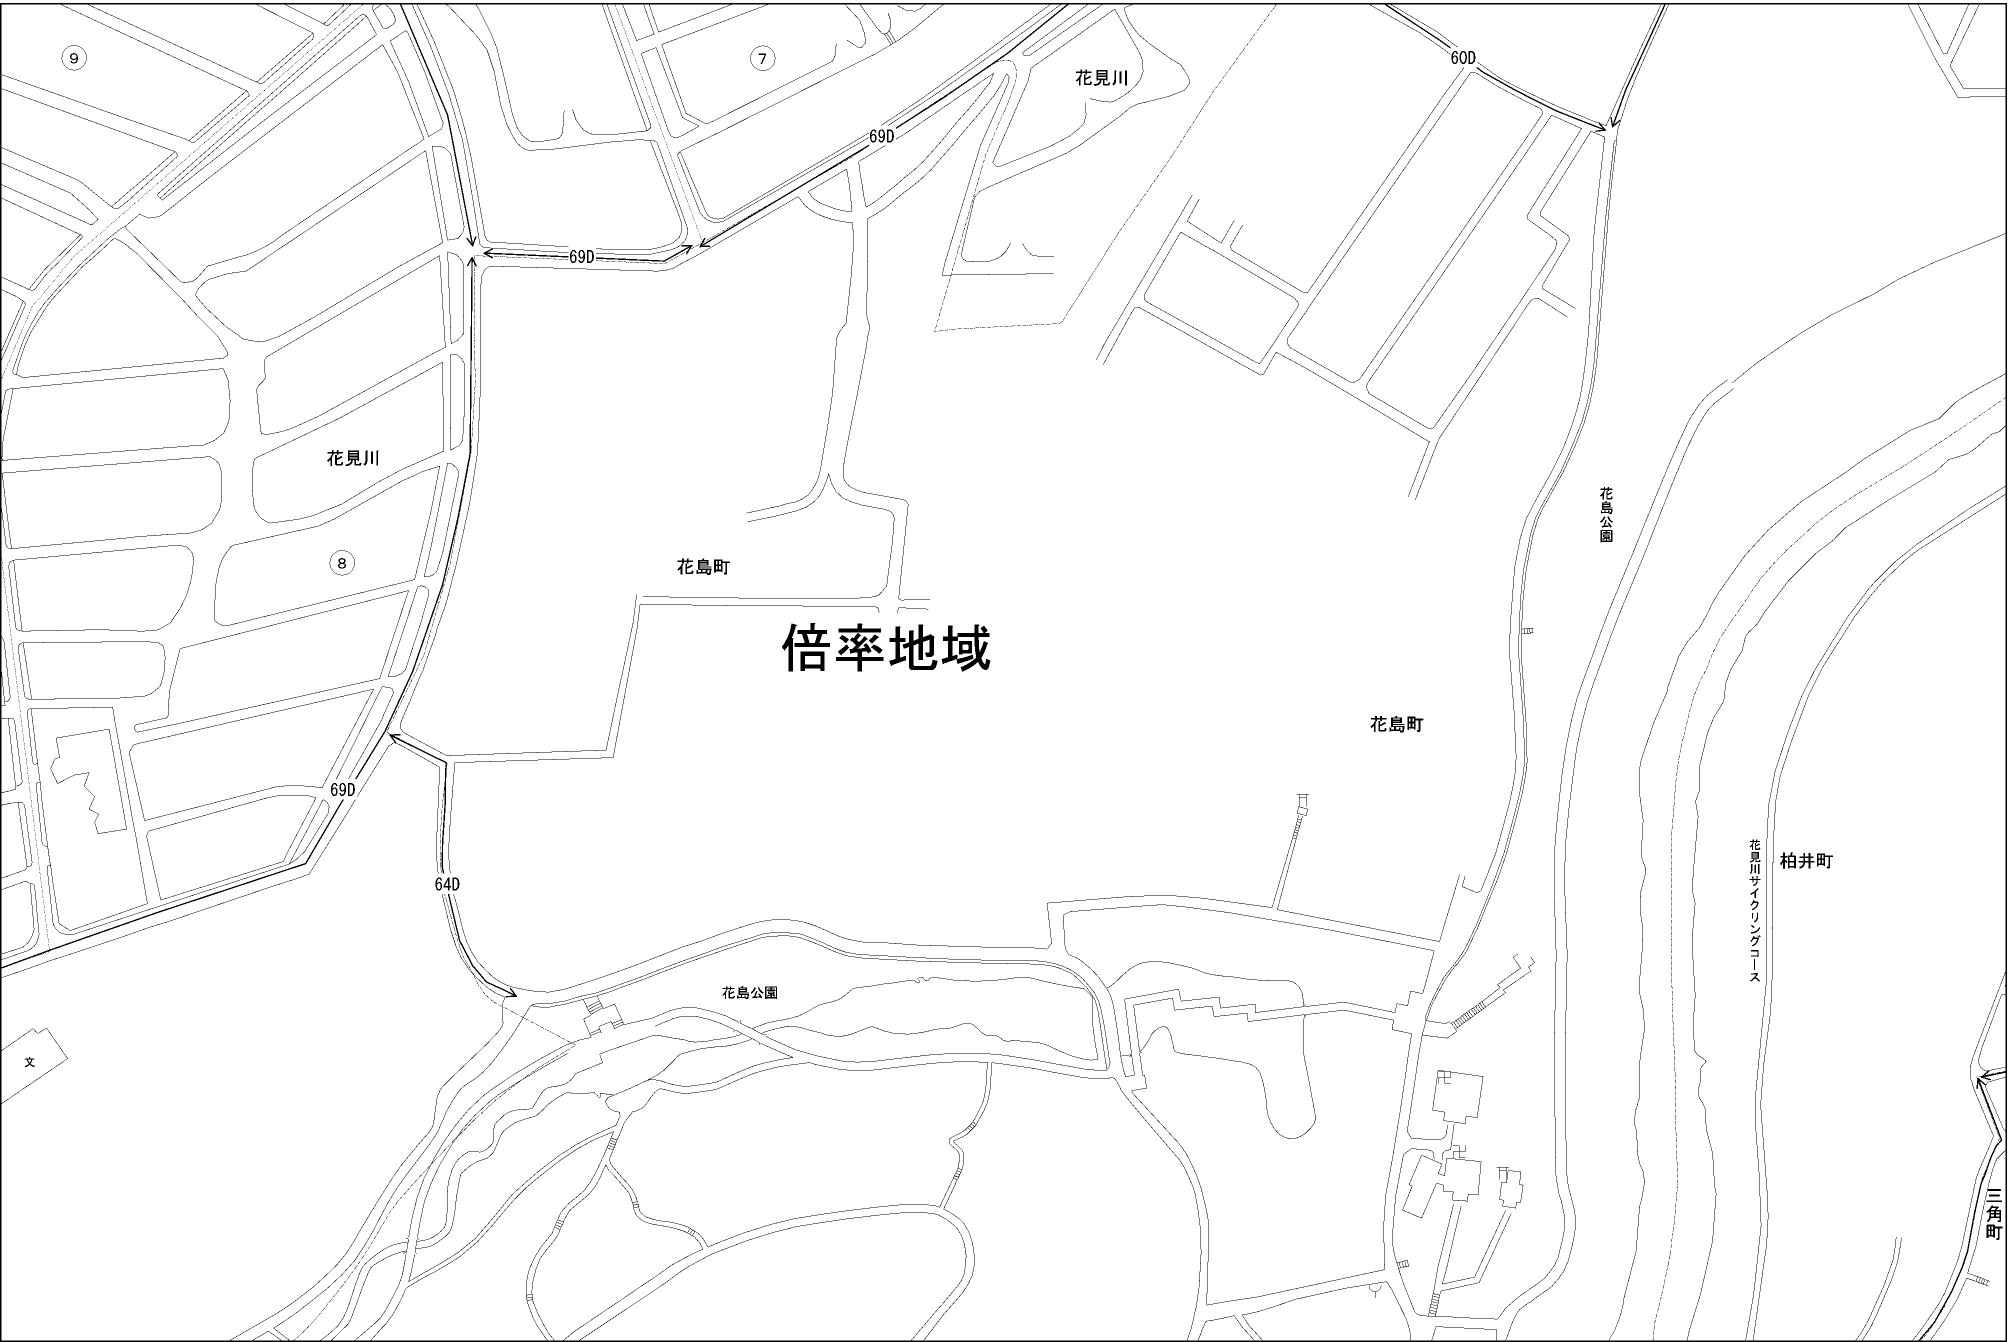 9
7
花見川
60D
69D
69D
花見川
花島公園
8
花島町
倍率地域
花島町
69D
花見川サイクリングコース
柏井町
64D
花島公園
文
三角町